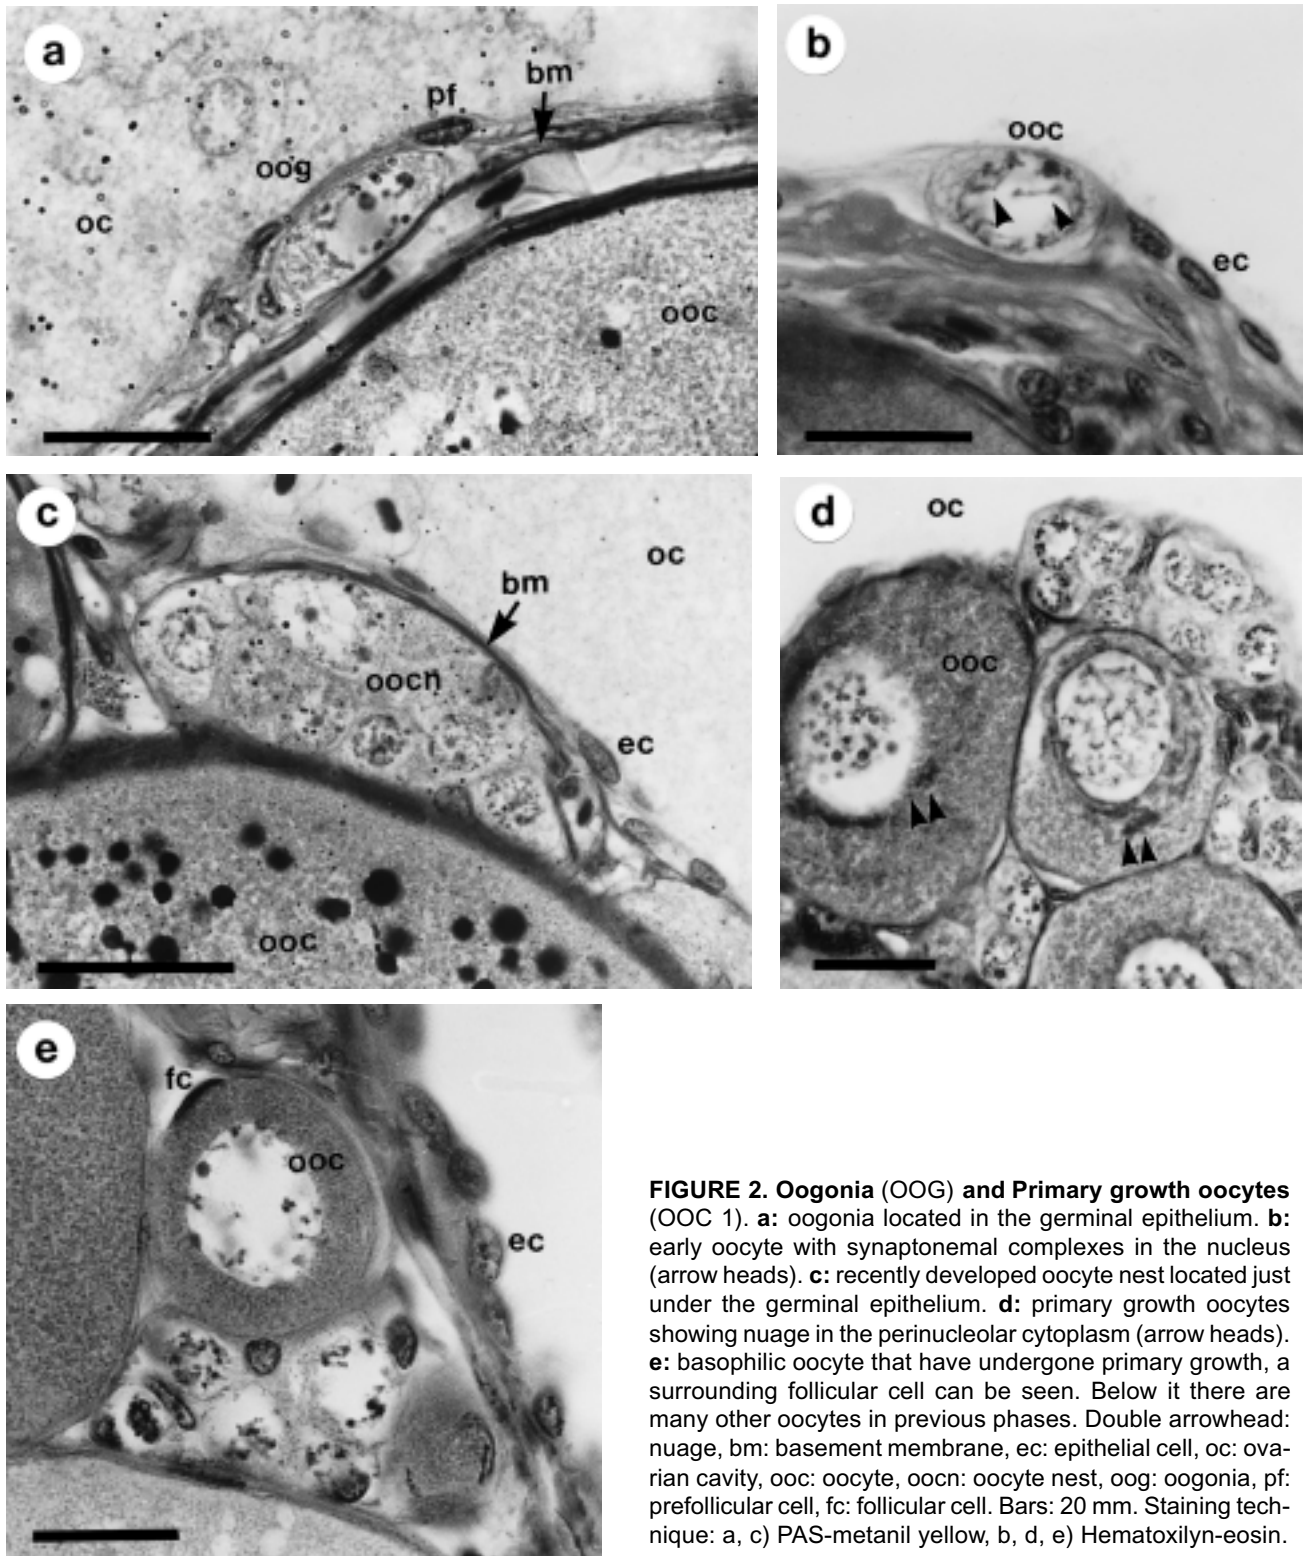 a
bm
pf
oog
oc
ooc
b
ooc
ec
c
oc
bm
oocn
ec
ooc
d
oc
ooc
e
fc
ooc
ec
FIGURE 2. Oogonia (OOG) and Primary growth oocytes
(OOC 1). a: oogonia located in the germinal epithelium. b:
early oocyte with synaptonemal complexes in the nucleus
(arrow heads). c: recently developed oocyte nest located just
under the germinal epithelium. d: primary growth oocytes
showing nuage in the perinucleolar cytoplasm (arrow heads).
e: basophilic oocyte that have undergone primary growth, a
surrounding follicular cell can be seen. Below it there are
many other oocytes in previous phases. Double arrowhead:
nuage, bm: basement membrane, ec: epithelial cell, oc: ova-
rian cavity, ooc: oocyte, oocn: oocyte nest, oog: oogonia, pf:
prefollicular cell, fc: follicular cell. Bars: 20 mm. Staining tech-
nique: a, c) PAS-metanil yellow, b, d, e) Hematoxilyn-eosin.